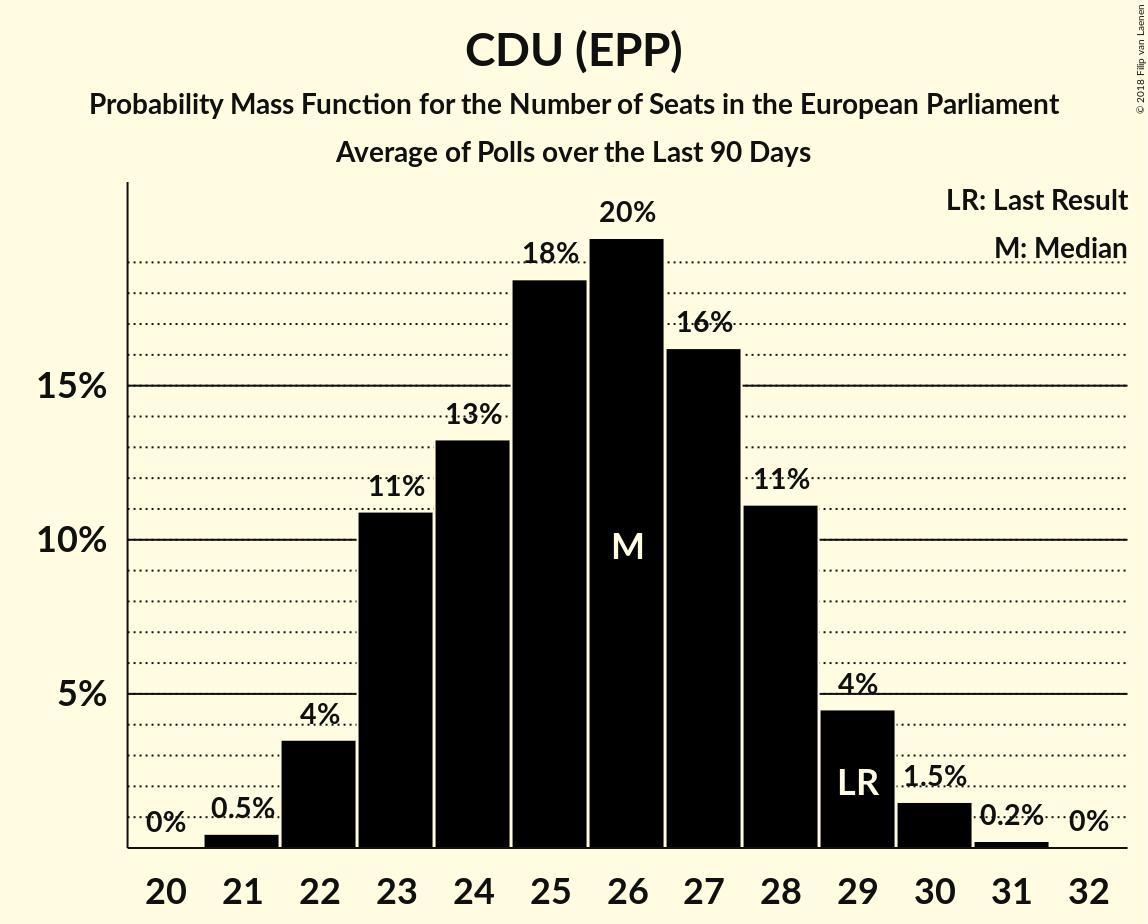 CDU (EPP)
Probability Mass Function for the Number of Seats in the European Parliament
Average of Polls over the Last 90 Days
© 2018 Filip van Laenen
LR: Last Result
M: Median
20%
18%
16%
15%
13%
11%
11%
10%
M
5%
4%
4%
LR
1.5%
0.5%
0.2%
0%
0%
20 21 22 23 24 25 26 27 28 29 30 31 32